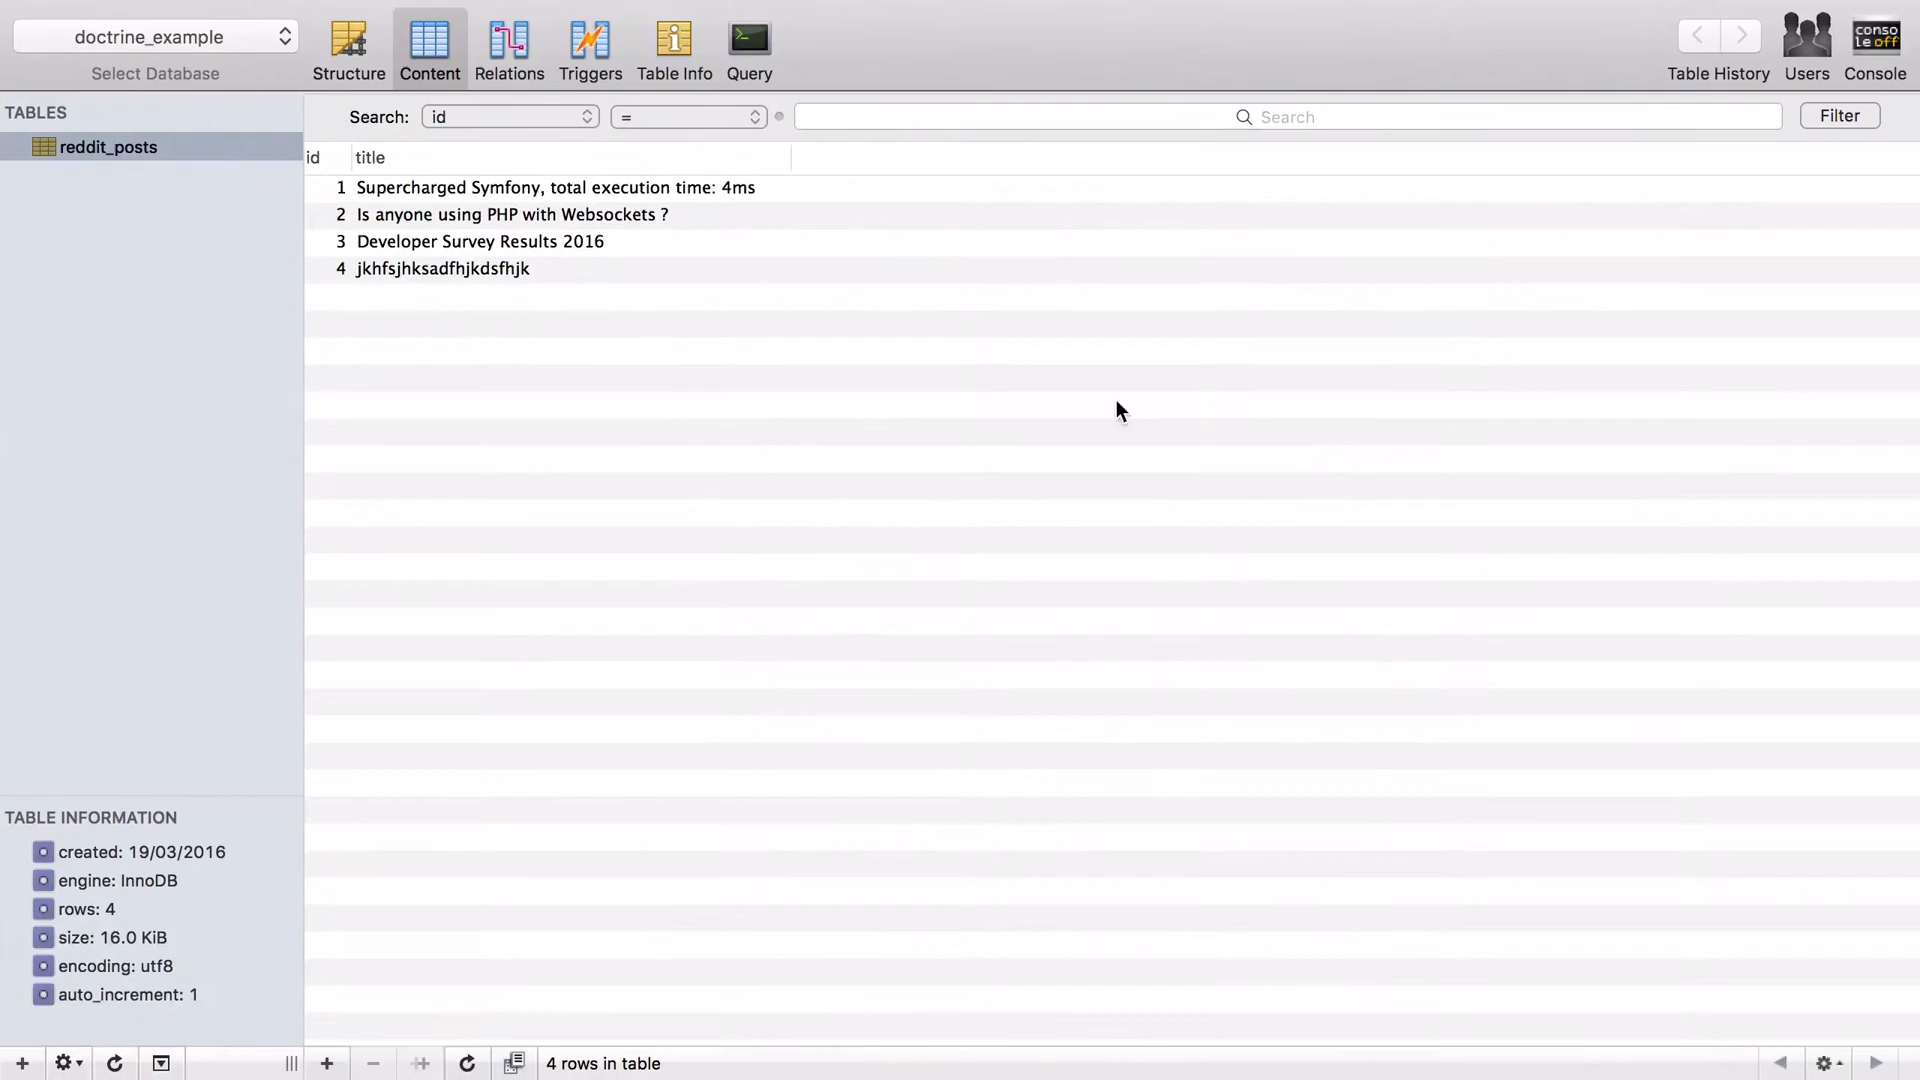 doctrine_example
Select Database
Structure
Content
Relations
Triggers
Table Info
Query
Table History
Users
conso
le off
Console
TABLES
reddit_posts
Search: id = Search Filter
id title
1 Supercharged Symfony, total execution time: 4ms
2 Is anyone using PHP with Websockets ?
3 Developer Survey Results 2016
4 jkhfsjhksadfhjkdsfhjk
TABLE INFORMATION
created: 19/03/2016
engine: InnoDB
rows: 4
size: 16.0 KiB
encoding: utf8
auto_increment: 1
4 rows in table